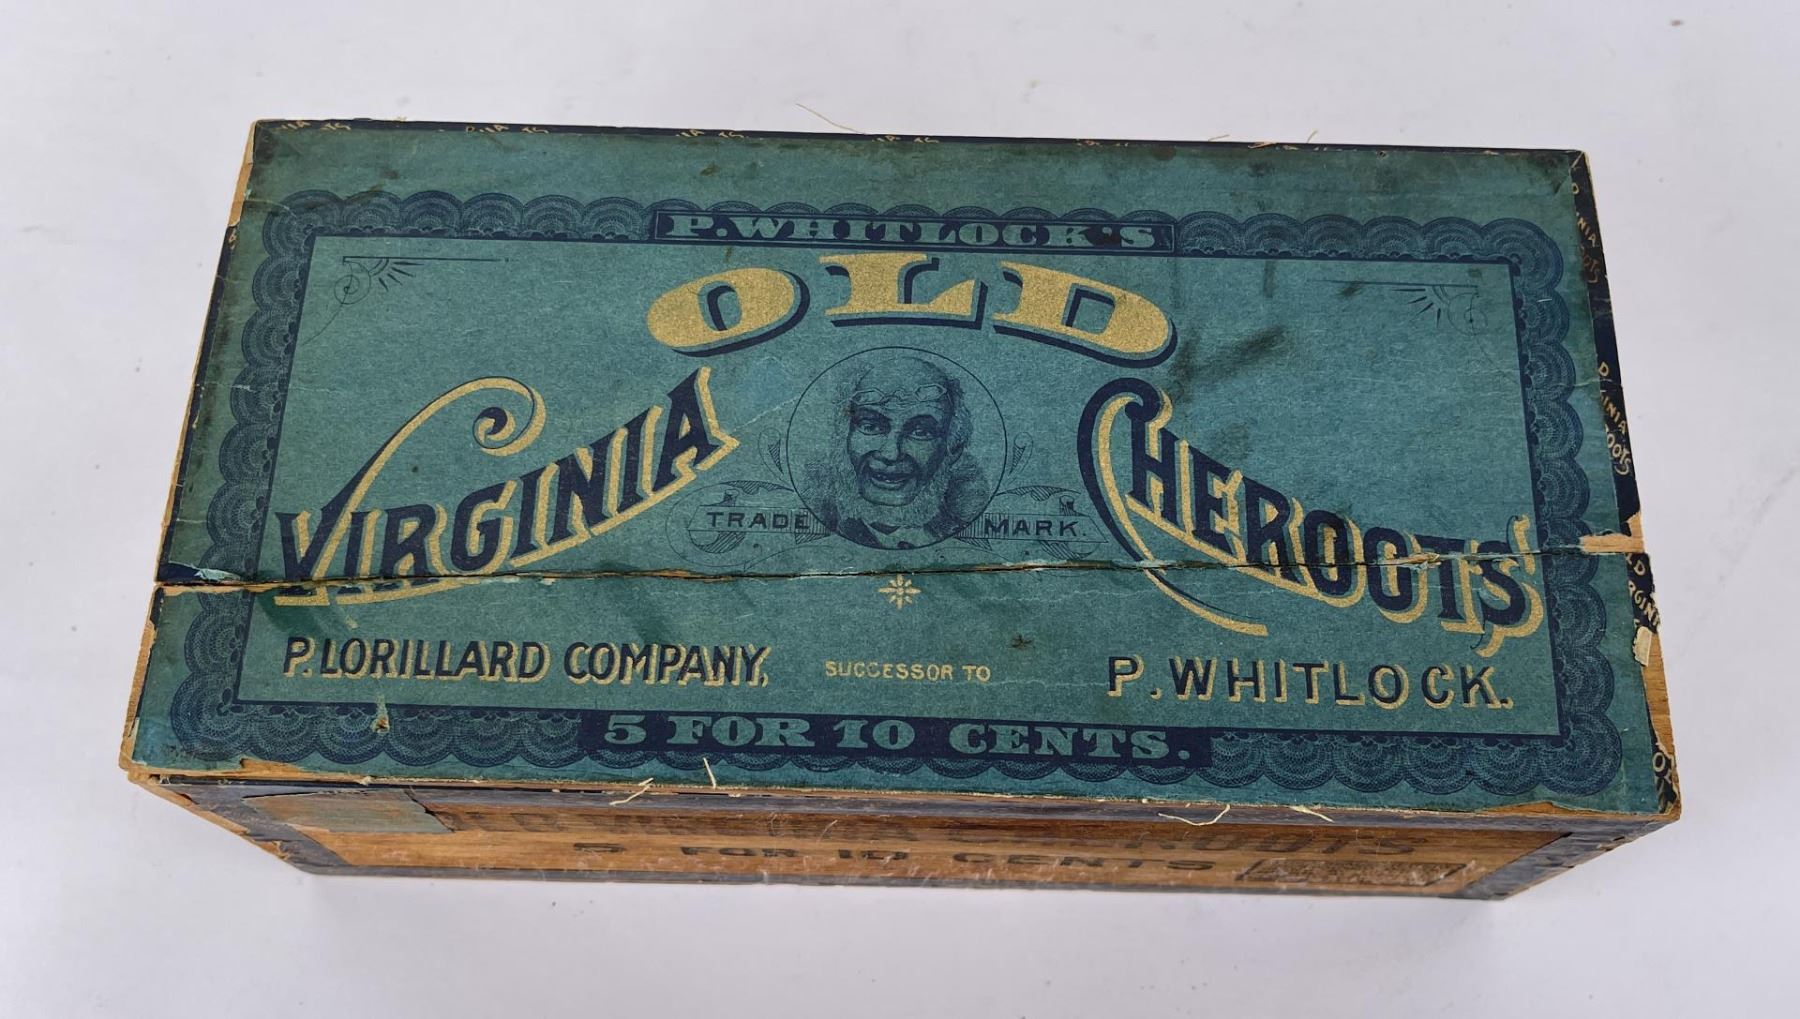 P. WHITLOCK'S
OLD
VIRGINIA CHEROOTS
TRADE MARK.
P. LORILLARD COMPANY, SUCCESSOR TO P. WHITLOCK.
5 FOR 10 CENTS.
5 FOR 10 CENTS